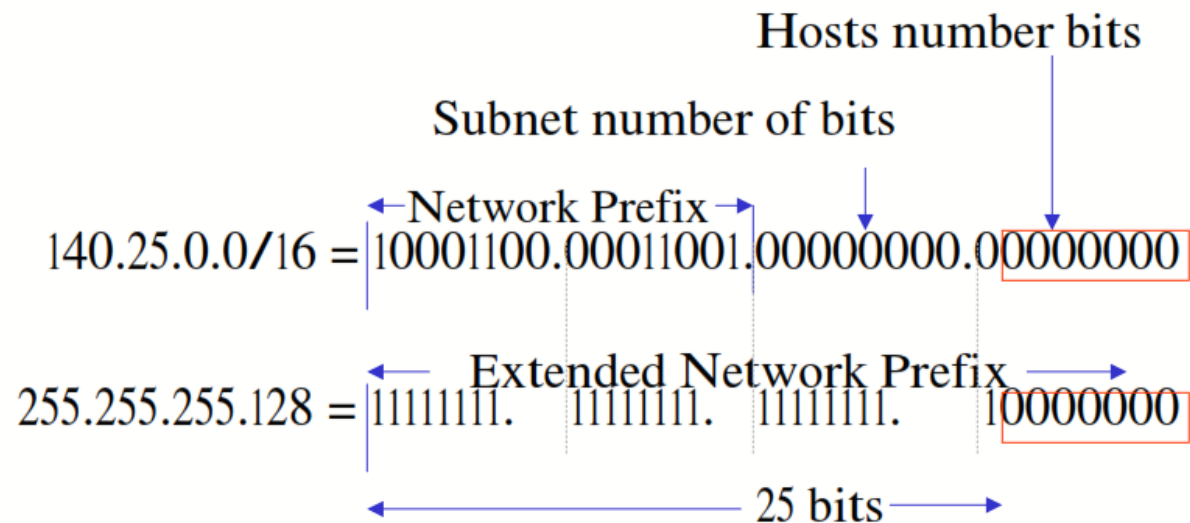 Hosts number bits
Subnet number of bits
Network Prefix
140.25.0.0/16 = 10001100.00011001.00000000.00000000
Extended Network Prefix
255.255.255.128 = 11111111. 11111111. 11111111. 10000000
25 bits